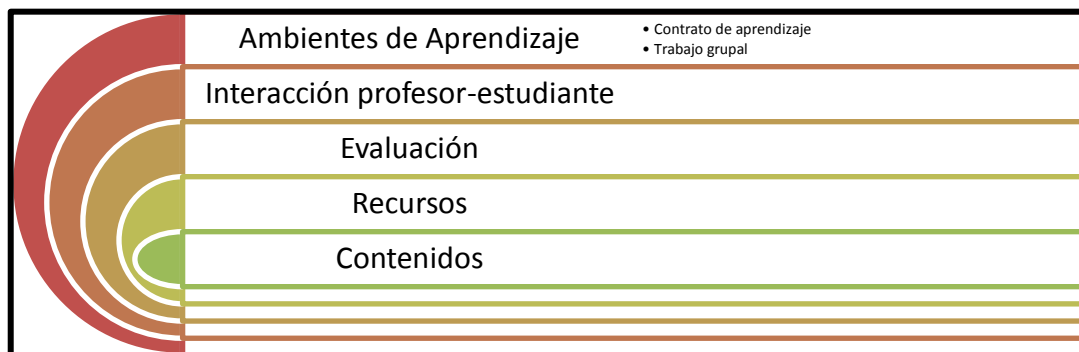 Ambientes de Aprendizaje
• Contrato de aprendizaje
• Trabajo grupal
Interacción profesor-estudiante
Evaluación
Recursos
Contenidos